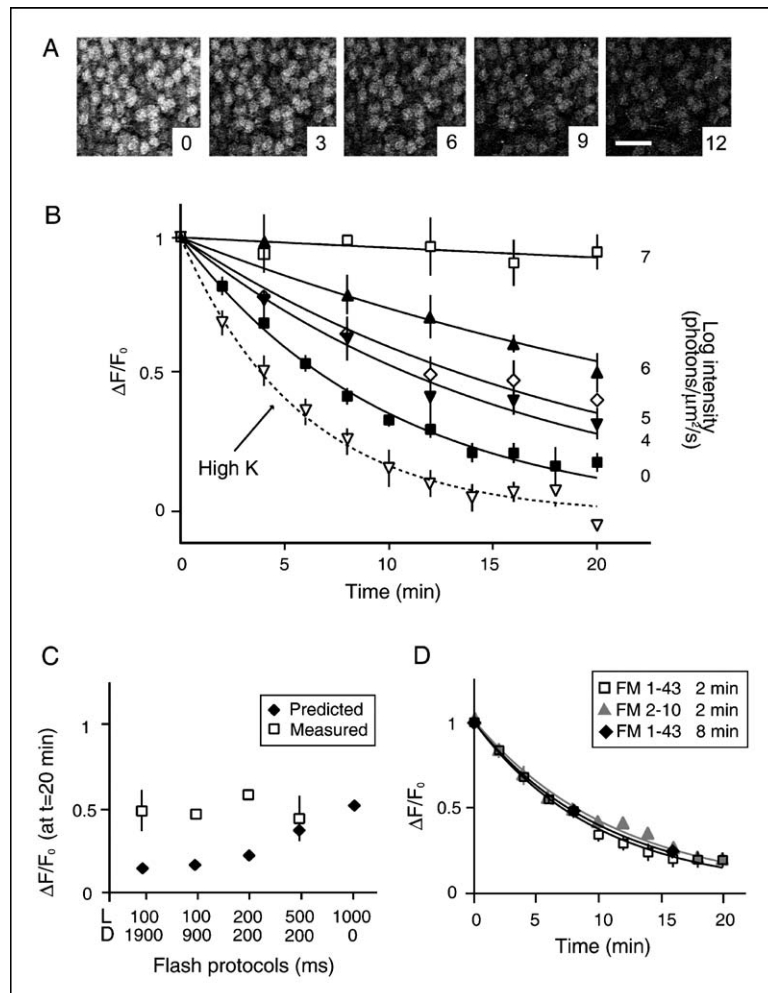 A
0
3
6
9
12
B
ΔF/F₀
1
0.5
0
High K
7
6
5
4
0
Log intensity
(photons/μm²/s)
0
5
10
15
20
Time (min)
C
ΔF/F₀ (at t=20 min)
1
0.5
0
Predicted
Measured
L 100 100 200 500 1000
D 1900 900 200 200 0
Flash protocols (ms)
D
ΔF/F₀
1
0.5
0
FM 1-43 2 min
FM 2-10 2 min
FM 1-43 8 min
0
6
10
14
20
Time (min)